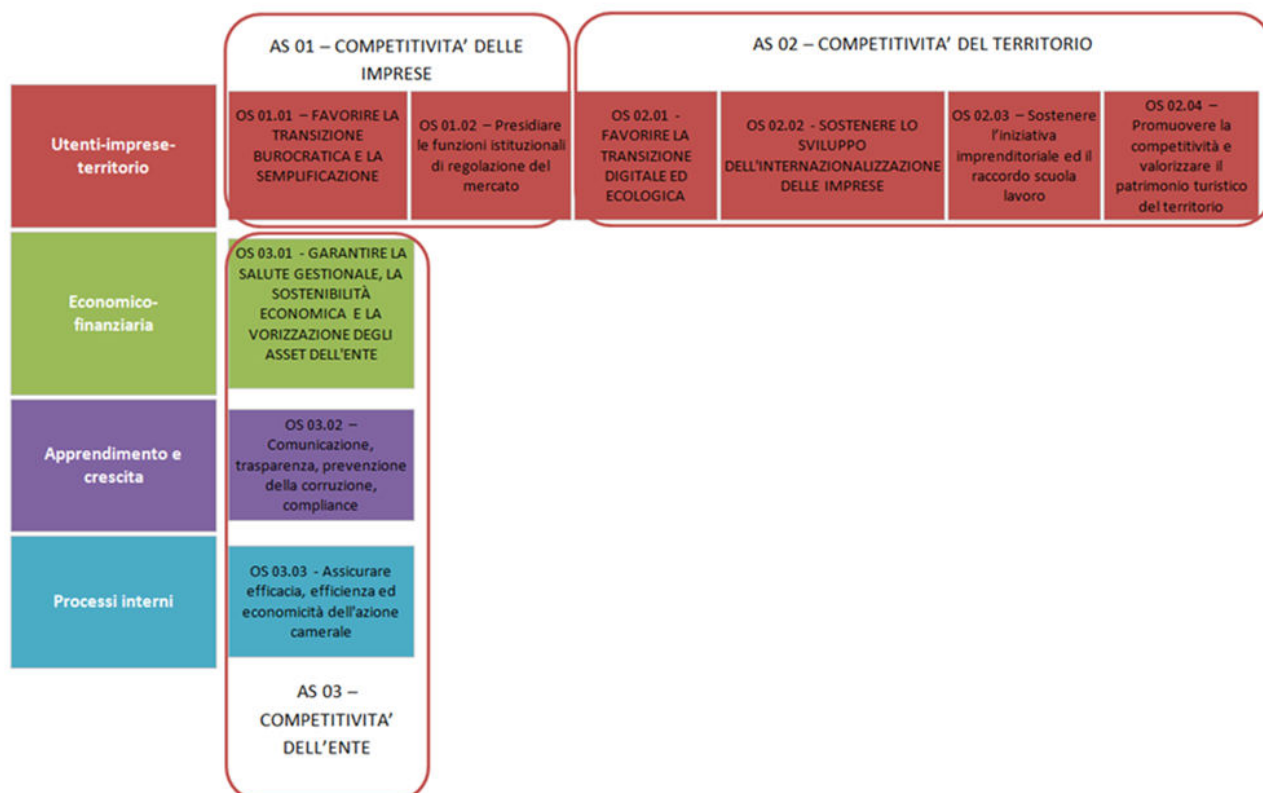 AS 01 – COMPETITIVITA’ DELLE
IMPRESE
AS 02 – COMPETITIVITA’ DEL TERRITORIO
Utenti-imprese-
territorio
OS 01.01 – FAVORIRE LA
TRANSIZIONE
BUROCRATICA E LA
SEMPLIFICAZIONE
OS 01.02 – Presidiare
le funzioni istituzionali
di regolazione del
mercato
OS 02.01 -
FAVORIRE LA
TRANSIZIONE
DIGITALE ED
ECOLOGICA
OS 02.02 - SOSTENERE LO
SVILUPPO
DELL'INTERNAZIONALIZZAZIONE
DELLE IMPRESE
OS 02.03 – Sostenere
l’iniziativa
imprenditoriale ed il
raccordo scuola
lavoro
OS 02.04 –
Promuovere la
competitività e
valorizzare il
patrimonio turistico
del territorio
Economico-
finanziaria
OS 03.01 - GARANTIRE LA
SALUTE GESTIONALE, LA
SOSTENIBILITÀ
ECONOMICA E LA
VORIZZAZIONE DEGLI
ASSET DELL'ENTE
Apprendimento e
crescita
OS 03.02 –
Comunicazione,
trasparenza, prevenzione
della corruzione,
compliance
Processi interni
OS 03.03 - Assicurare
efficacia, efficienza ed
economicità dell'azione
camerale
AS 03 –
COMPETITIVITA’
DELL’ENTE